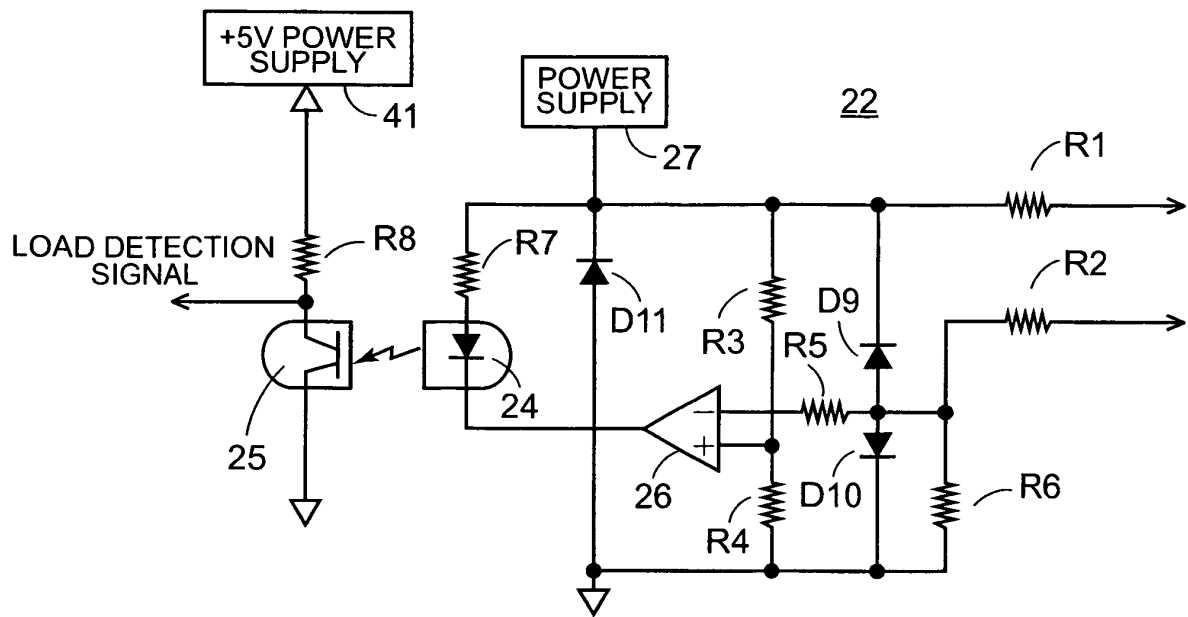 +5V POWER
SUPPLY
41
POWER
SUPPLY
27
22
R1
R2
LOAD DETECTION
SIGNAL
R8
R7
D11
R3
D9
R5
25
24
−
+
26
D10
R4
R6